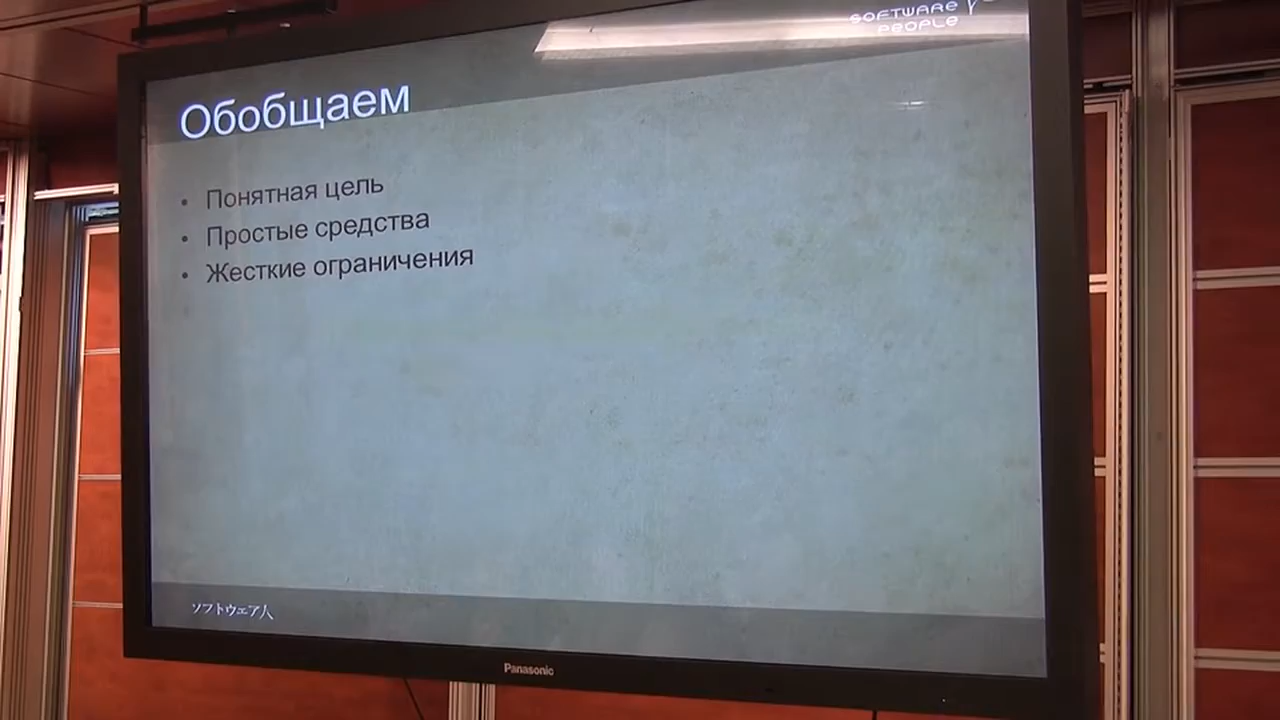 SOFTWARE
PEOPLE
Обобщаем
• Понятная цель
• Простые средства
• Жесткие ограничения
ソフトウェア人
Panasonic